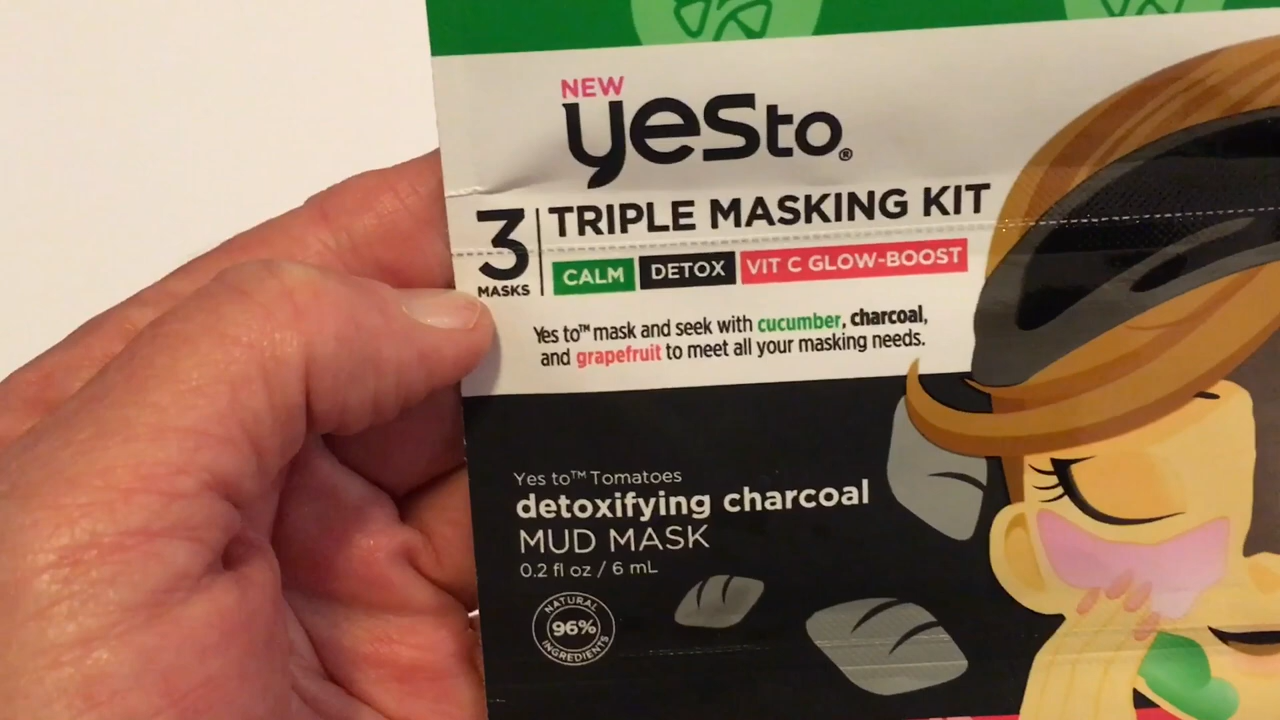 NEW
yesto®
3 MASKS
TRIPLE MASKING KIT
CALM DETOX VIT C GLOW-BOOST
Yes to™ mask and seek with cucumber, charcoal,
and grapefruit to meet all your masking needs.
Yes to™ Tomatoes
detoxifying charcoal
MUD MASK
0.2 fl oz / 6 mL
NATURAL
96%
INGREDIENTS